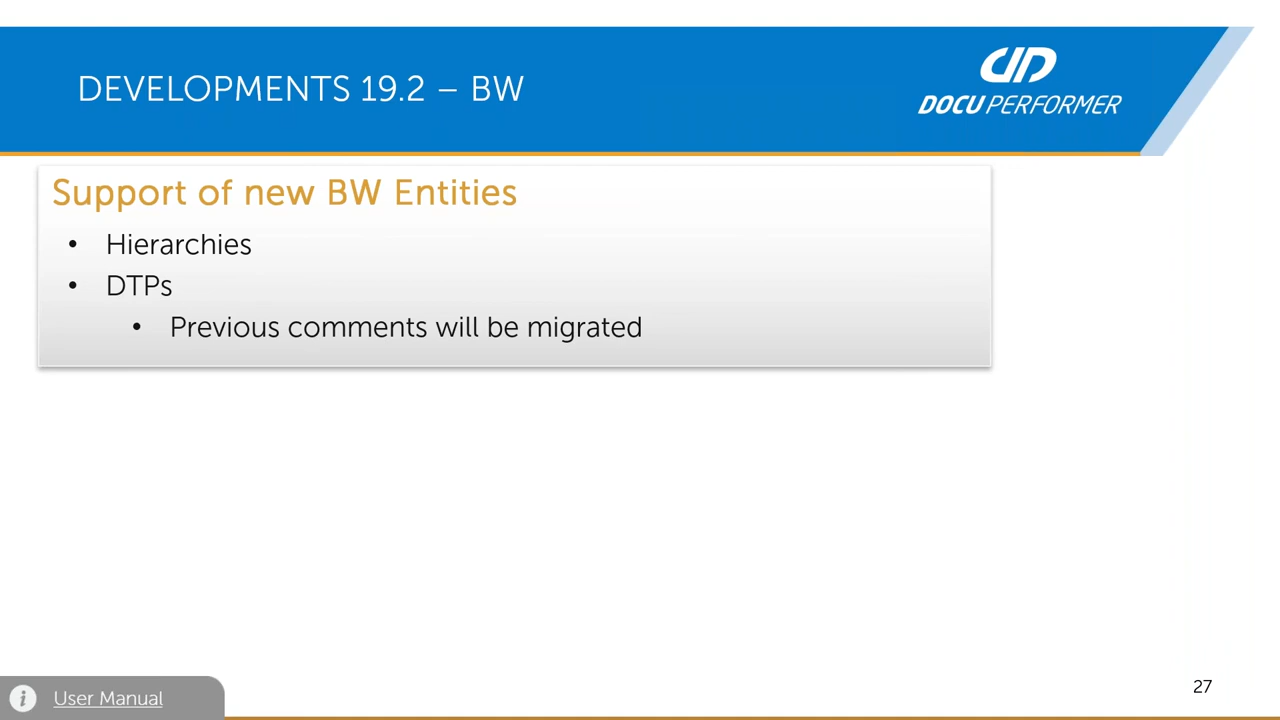 DEVELOPMENTS 19.2 – BW
DOCU PERFORMER
Support of new BW Entities
• Hierarchies
• DTPs
• Previous comments will be migrated
i User Manual
27